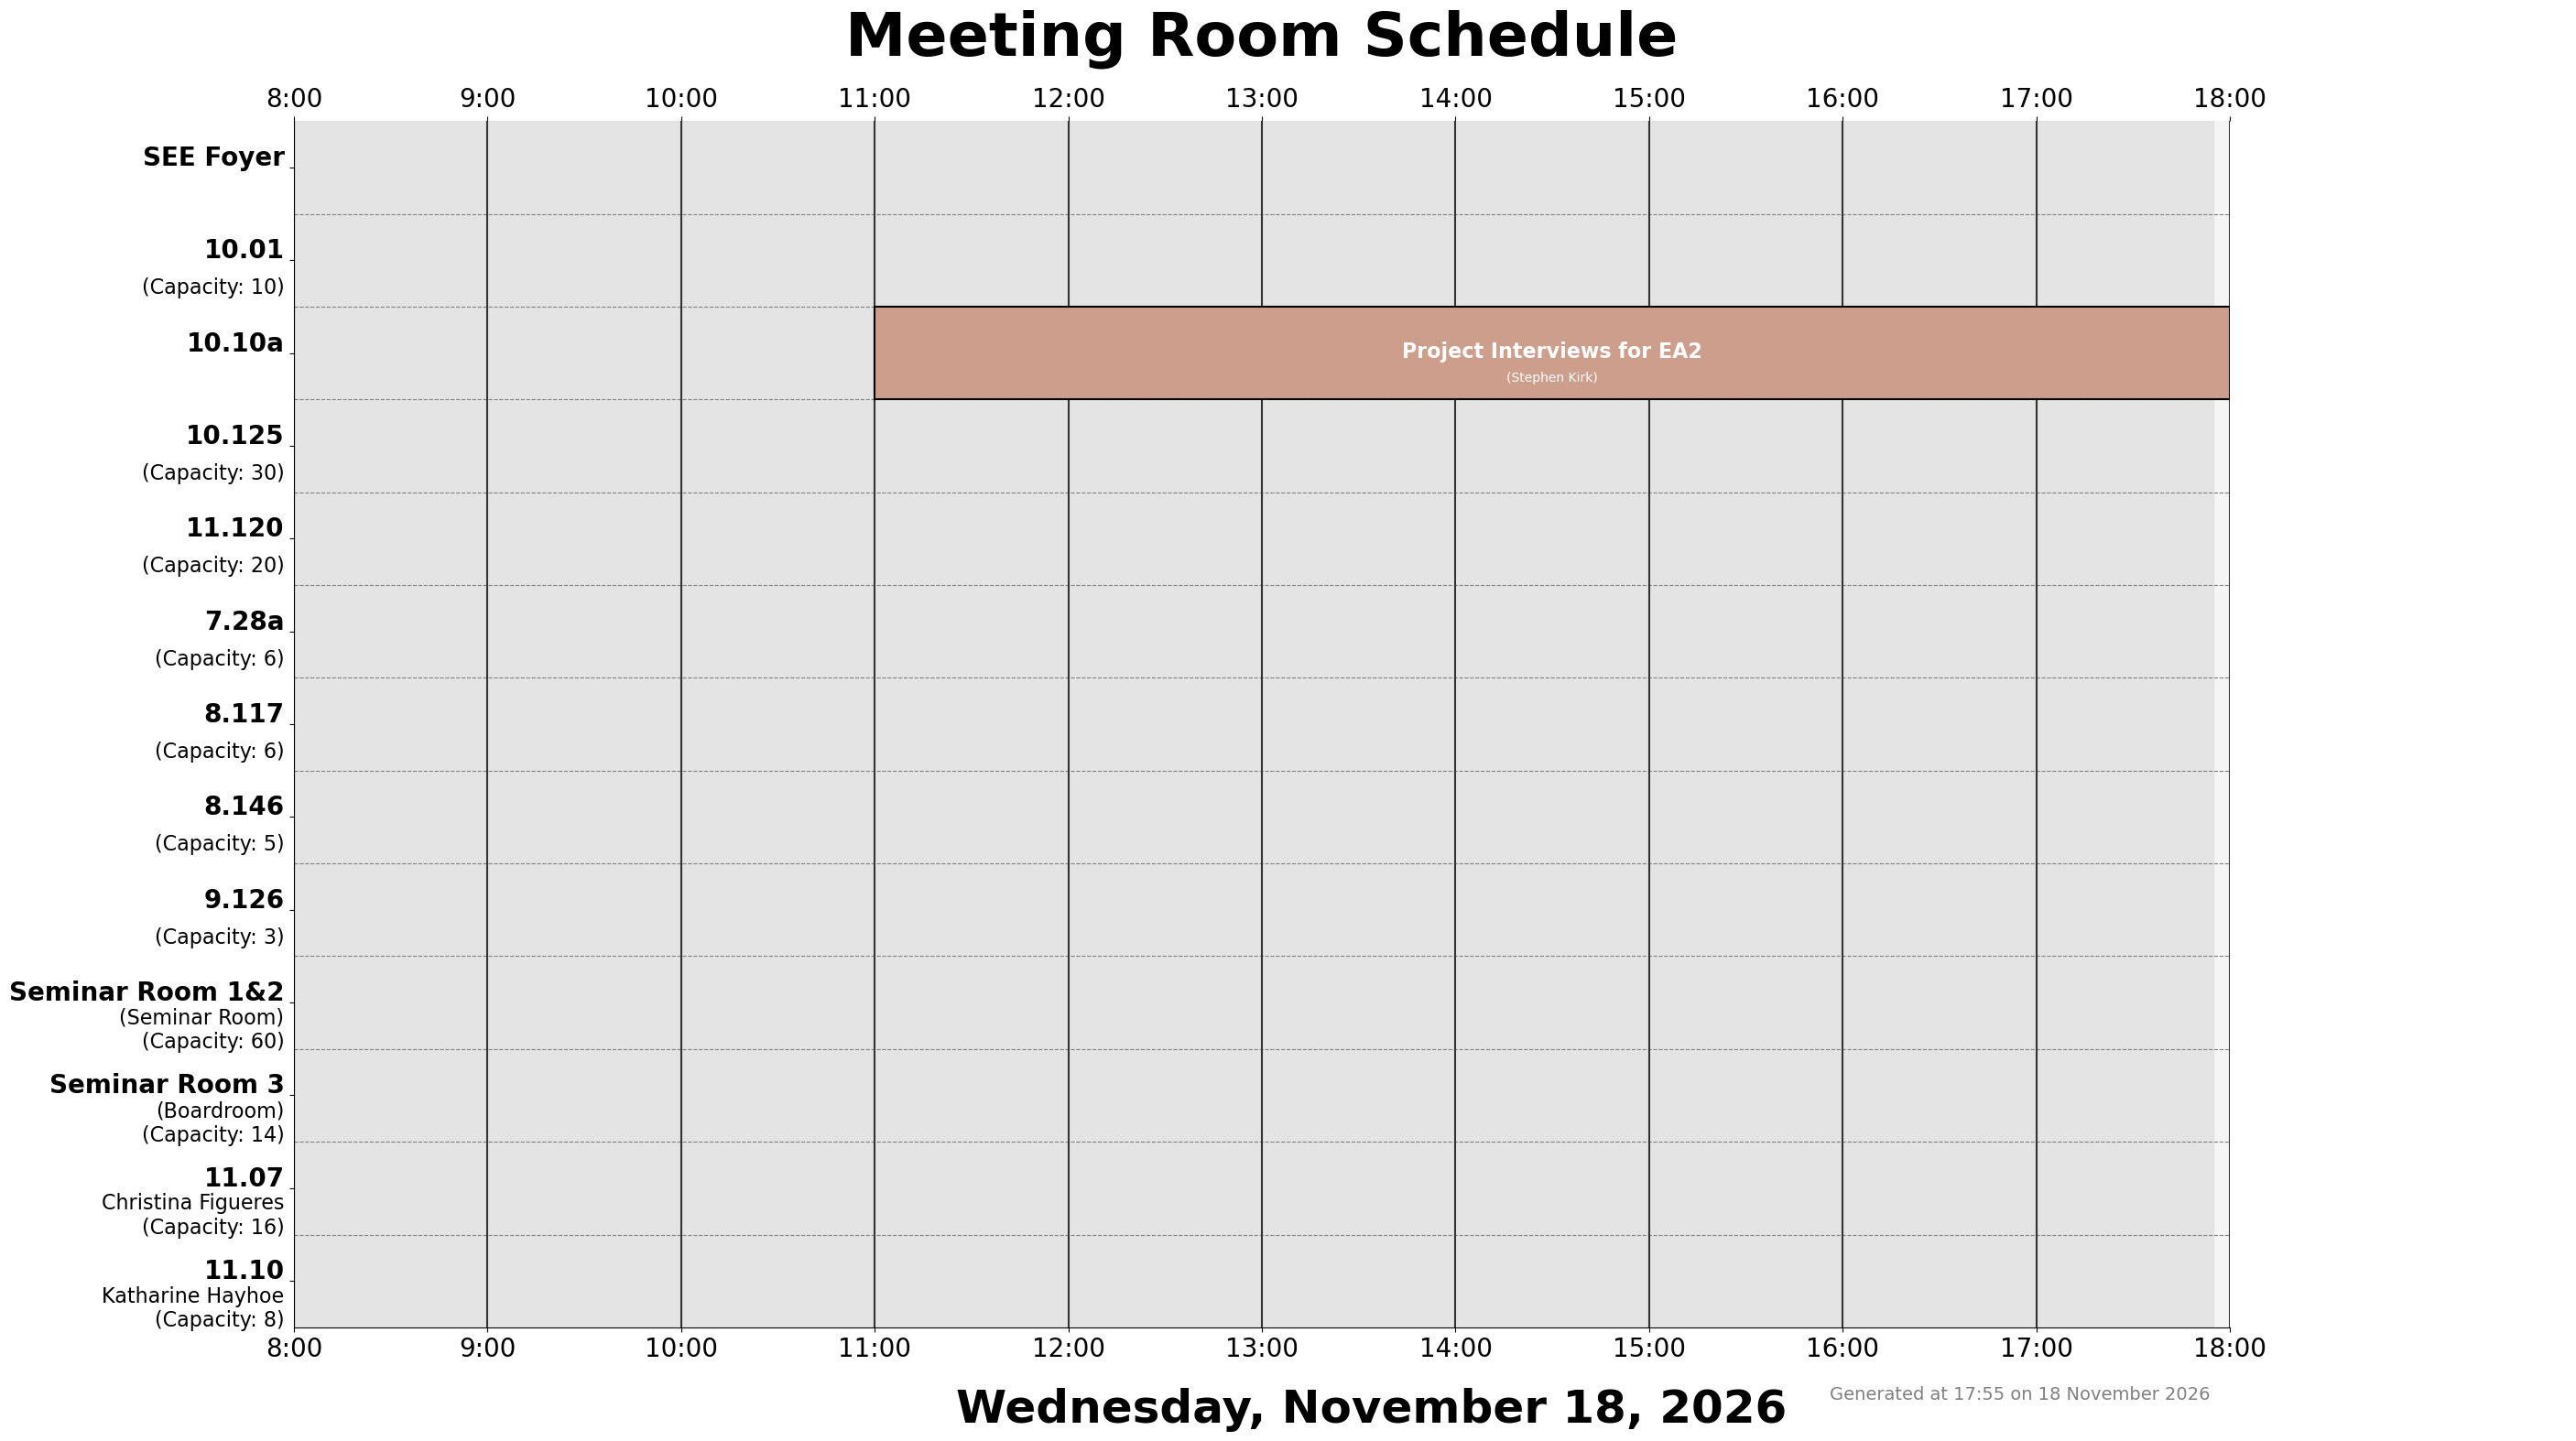 Meeting Room Schedule
8:00 9:00 10:00 11:00 12:00 13:00 14:00 15:00 16:00 17:00 18:00
SEE Foyer
10.01
(Capacity: 10)
10.10a
Project Interviews for EA2
(Stephen Kirk)
10.125
(Capacity: 30)
11.120
(Capacity: 20)
7.28a
(Capacity: 6)
8.117
(Capacity: 6)
8.146
(Capacity: 5)
9.126
(Capacity: 3)
Seminar Room 1&2
(Seminar Room)
(Capacity: 60)
Seminar Room 3
(Boardroom)
(Capacity: 14)
11.07
Christina Figueres
(Capacity: 16)
11.10
Katharine Hayhoe
(Capacity: 8)
8:00 9:00 10:00 11:00 12:00 13:00 14:00 15:00 16:00 17:00 18:00
Wednesday, November 18, 2026
Generated at 17:55 on 18 November 2026